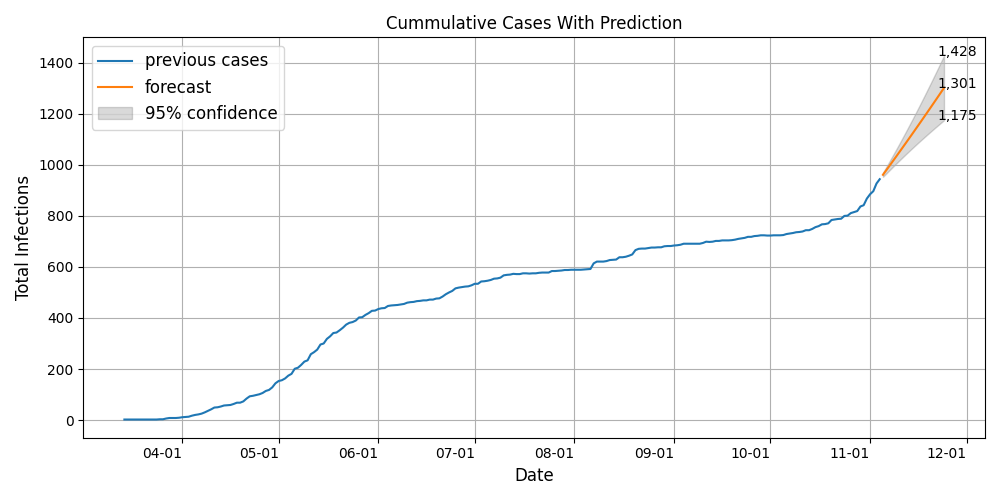 Cummulative Cases With Prediction
previous cases
forecast
95% confidence
1,428
1,301
1,175
1400
1200
1000
800
600
400
200
0
Total Infections
04-01 05-01 06-01 07-01 08-01 09-01 10-01 11-01 12-01
Date